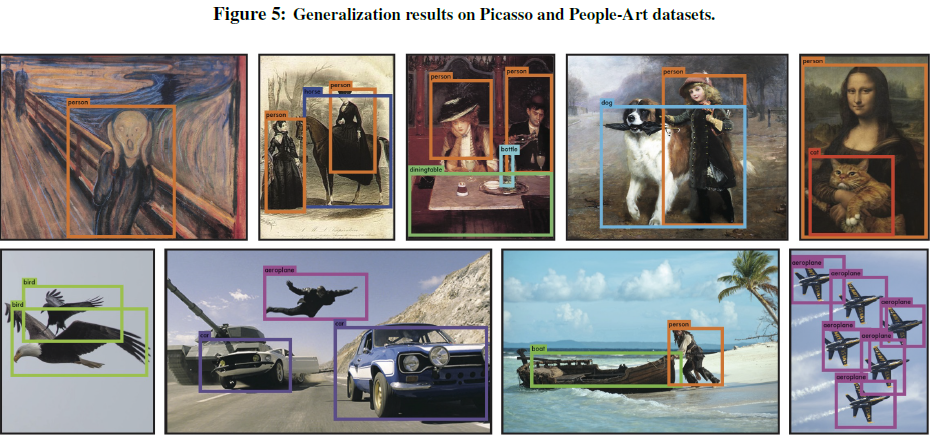 Figure 5: Generalization results on Picasso and People-Art datasets.
person
person
horse
person
person
person
bottle
diningtable
person
dog
person
cat
bird
bird
aeroplane
car
car
person
boat
aeroplane
aeroplane
aeroplane
aeroplane
aeroplane
aeroplane